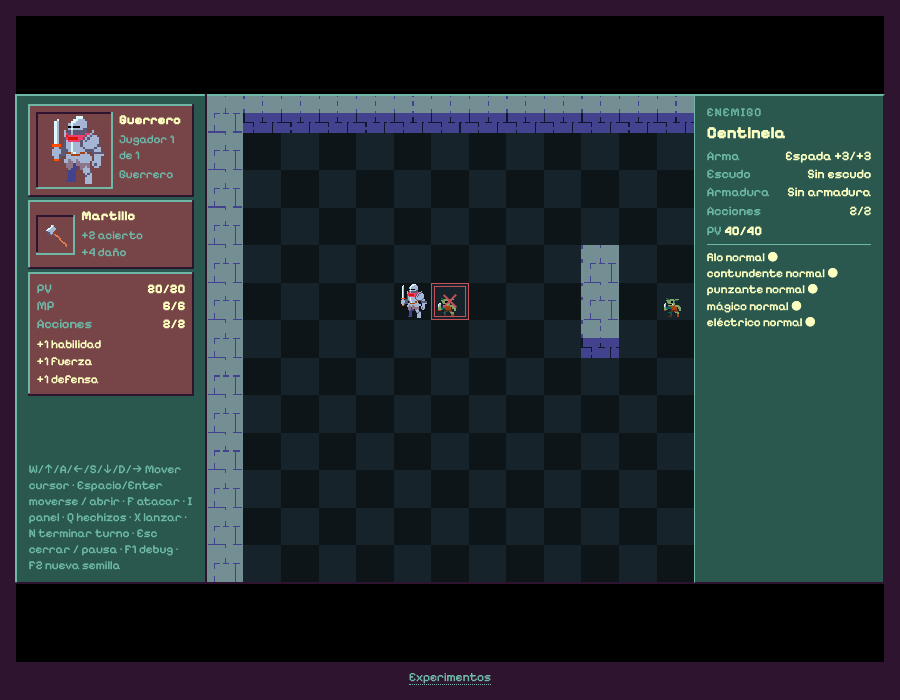 Guerrero
Jugador 1
de 1
Guerrero
Martillo
+2 acierto
+4 daño
PV 80/80
MP 6/6
Acciones 2/2
+1 habilidad
+1 fuerza
+1 defensa
W/↑/A/←/S/↓/D/→ Mover
cursor · Espacio/Enter
moverse / abrir · F atacar · I
panel · Q hechizos · X lanzar ·
N terminar turno · Esc
cerrar / pausa · F1 debug ·
F2 nueva semilla
ENEMIGO
Centinela
Arma Espada +3/+3
Escudo Sin escudo
Armadura Sin armadura
Acciones 2/2
PV 40/40
filo normal
contundente normal
punzante normal
mágico normal
eléctrico normal
Experimentos